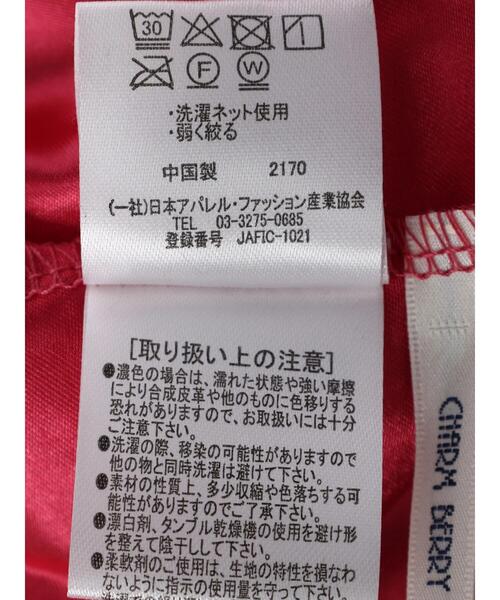 30
F
W
・洗濯ネット使用
・弱く絞る
中国製 2170
(一社)日本アパレル・ファッション産業協会
TEL 03-3275-0685
登録番号 JAFIC-1021
[取り扱い上の注意]
●濃色の場合は、濡れた状態や強い摩擦
により合成皮革や他のものに色移りする
恐れがありますので、お取扱いには十分
ご注意下さい。
●洗濯の際、移染の可能性がありますので
他の物と同時洗濯は避けて下さい。
●素材の性質上、多少収縮や色落ちする可
能性がありますのでご了承下さい。
●漂白剤、タンブル乾燥機の使用を避け形
を整えて陰干しして下さい。
●柔軟剤のご使用は、生地の特性を損なわ
ないように指示の使用量を守って下さい
CHARM BERRY